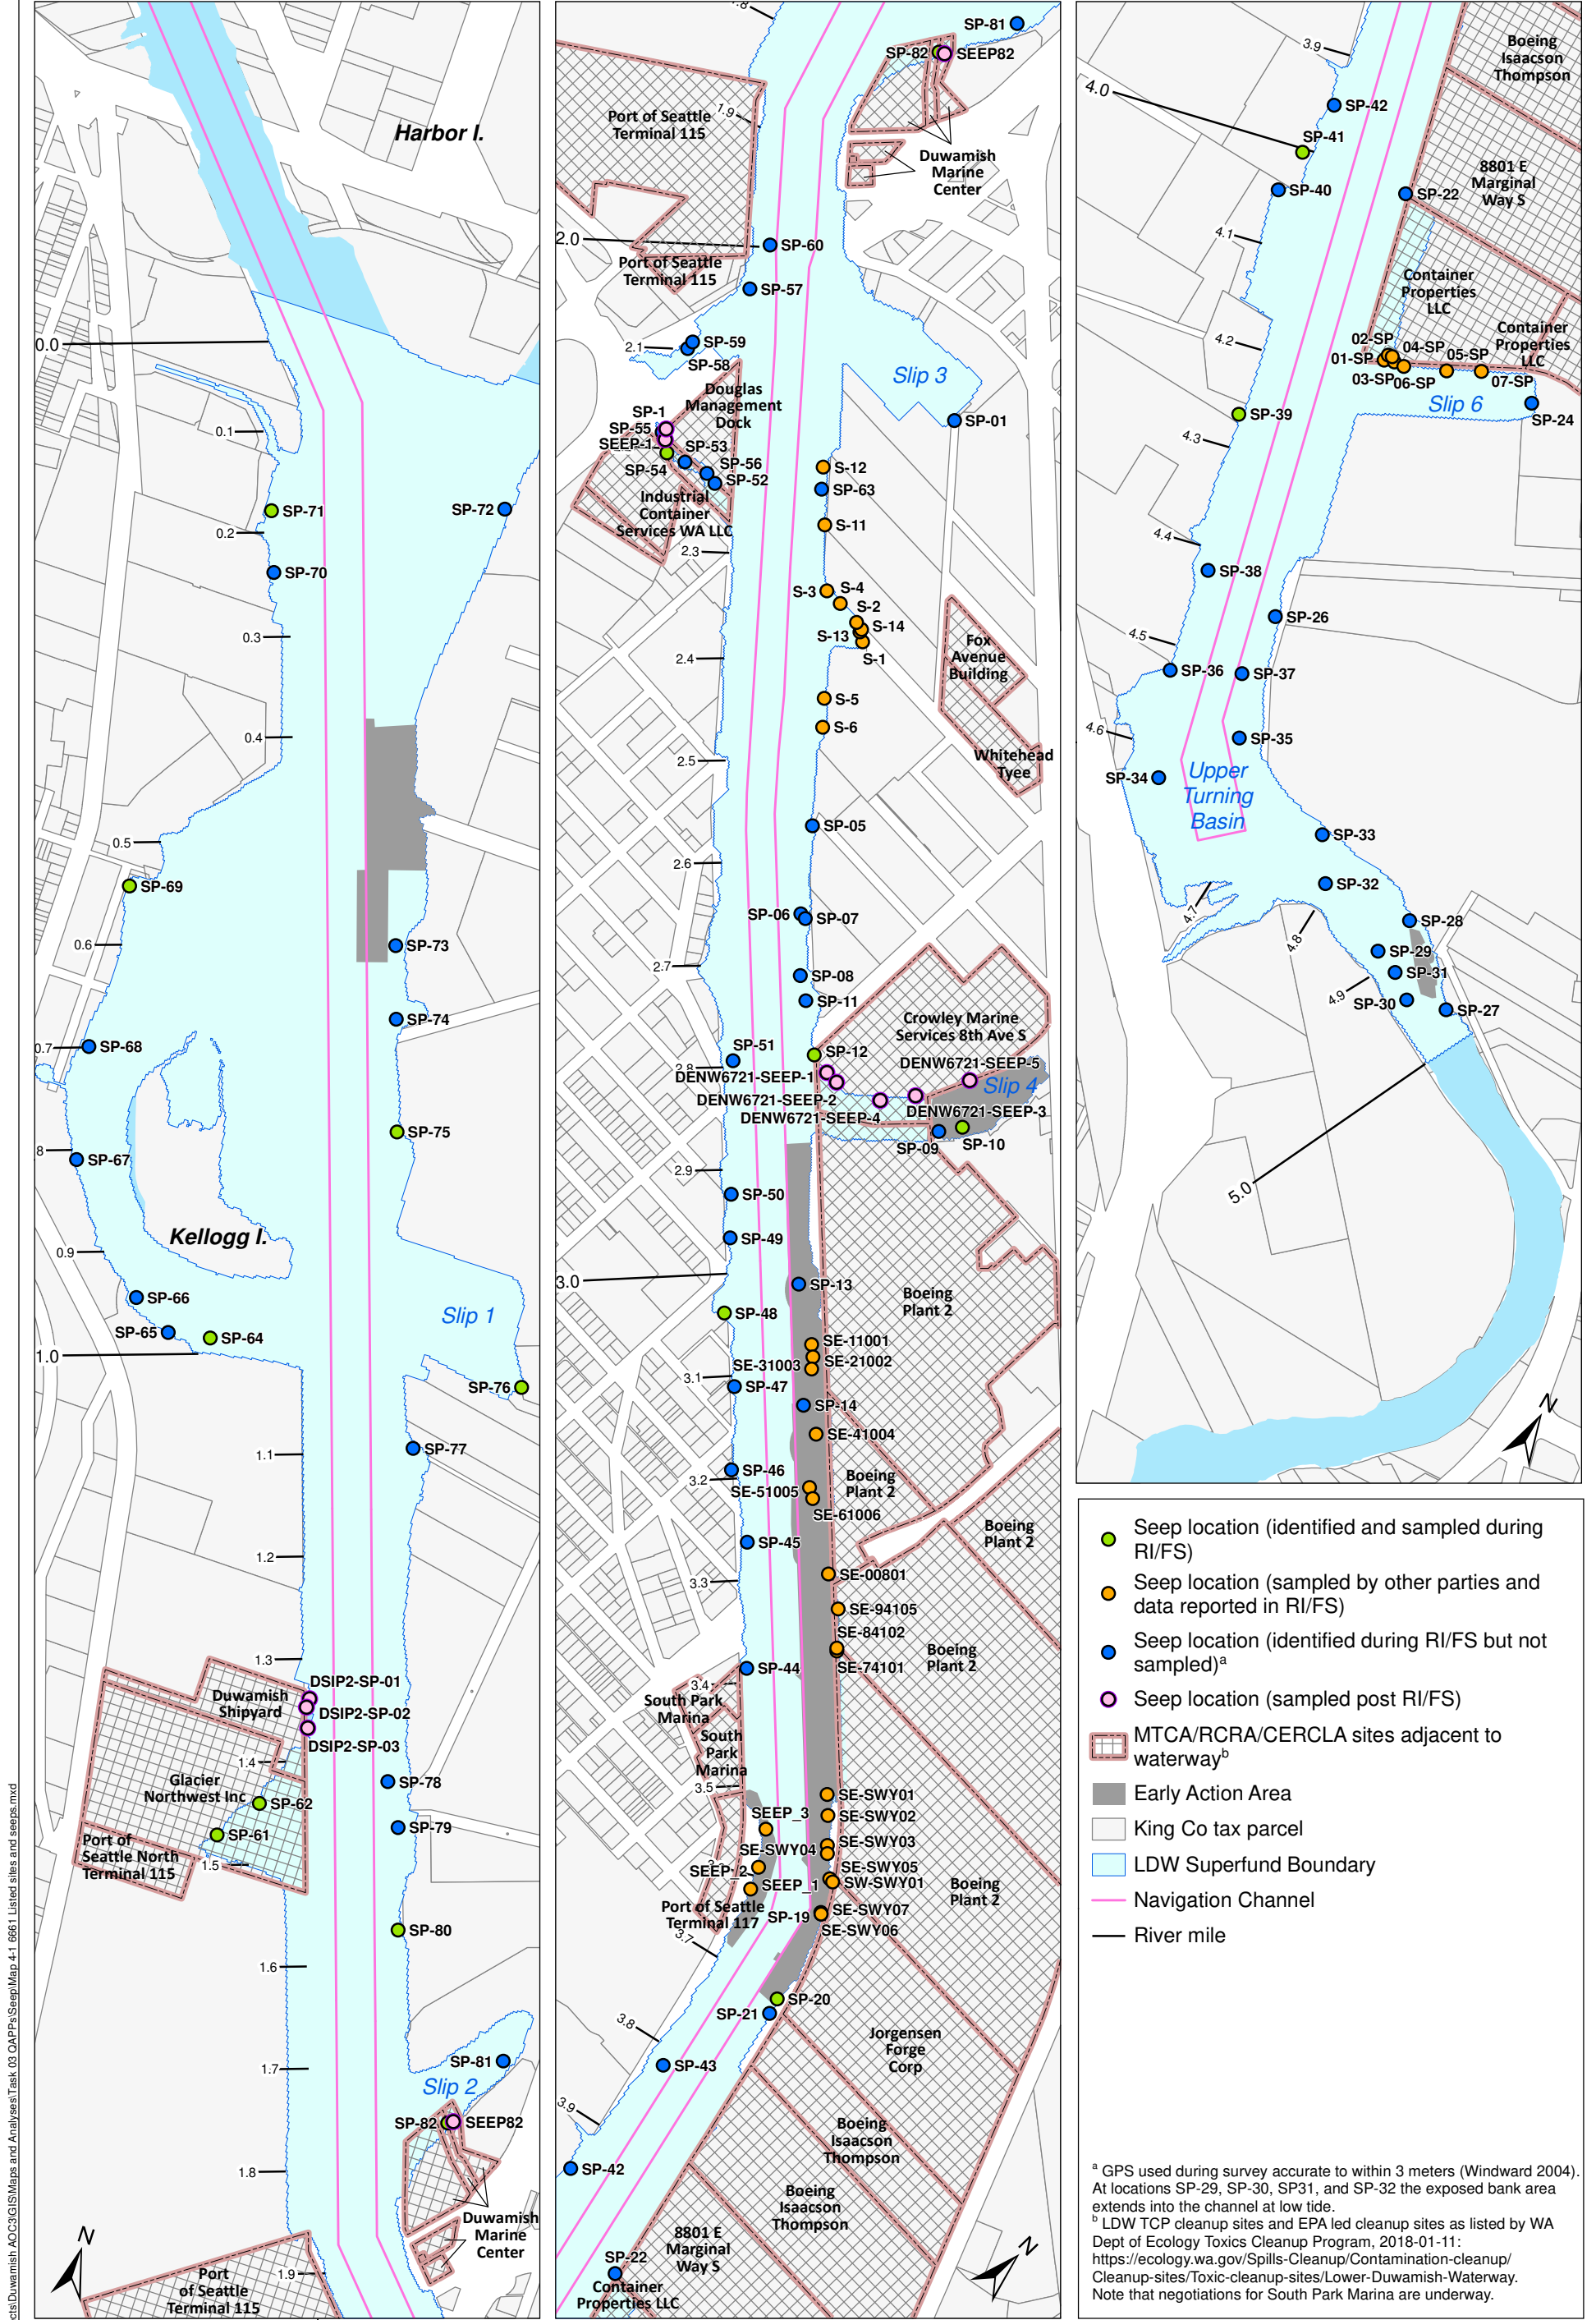 Harbor I.
0.0
0.1
SP-71
SP-72
0.2
SP-70
0.3
0.4
0.5
SP-69
SP-73
0.6
SP-74
0.7
SP-68
SP-75
8
SP-67
Kellogg I.
0.9
SP-66
Slip 1
SP-65
SP-64
1.0
SP-76
SP-77
1.1
1.2
1.3
DSIP2-SP-01
Duwamish
Shipyard
DSIP2-SP-02
DSIP2-SP-03
1.4
Glacier
Northwest Inc
SP-78
SP-62
SP-79
SP-61
Port of
Seattle North
Terminal 115
1.5
SP-80
1.6
1.7
SP-81
Slip 2
SP-82
SEEP82
1.8
Duwamish
Marine
Center
N
1.9
Port
of Seattle
Terminal 115
cts\Duwamish AOC3\GIS\Maps and Analyses\Task 03 QAPPs\Seep\Map 4-1 6661 Listed sites and seeps.mxd
.8
SP-81
SP-82
SEEP82
Port of Seattle
Terminal 115
1.9
Duwamish
Marine
Center
2.0
SP-60
Port of Seattle
Terminal 115
SP-57
2.1
SP-59
SP-58
Slip 3
Douglas
Management
Dock
SP-1
SP-55
SEEP-1
SP-01
SP-53
SP-54
SP-56
SP-52
S-12
SP-63
Industrial
Container
Services WA LLC
S-11
2.3
S-3
S-4
S-2
S-14
S-13
S-1
2.4
Fox
Avenue
Building
S-5
S-6
2.5
Whitehead
Tyee
SP-05
2.6
SP-06
SP-07
2.7
SP-08
SP-11
Crowley Marine
Services 8th Ave S
SP-51
SP-12
2.8
DENW6721-SEEP-5
DENW6721-SEEP-1
Slip 4
DENW6721-SEEP-2
DENW6721-SEEP-3
DENW6721-SEEP-4
SP-09
SP-10
2.9
SP-50
SP-49
3.0
SP-13
Boeing
Plant 2
SP-48
SE-11001
SE-21002
SE-31003
3.1
SP-47
SP-14
SE-41004
SP-46
3.2
Boeing
Plant 2
SE-51005
SE-61006
SP-45
Boeing
Plant 2
3.3
SE-00801
SE-94105
SE-84102
SE-74101
Boeing
Plant 2
SP-44
3.4
South Park
Marina
South
Park
Marina
3.5
SE-SWY01
SEEP_3
SE-SWY02
SE-SWY03
SE-SWY04
SEEP_2
SE-SWY05
SW-SWY01
SEEP_1
Boeing
Plant 2
Port of Seattle
Terminal 117
SP-19
SE-SWY07
SE-SWY06
3.7
SP-20
SP-21
3.8
Jorgensen
Forge
Corp
SP-43
3.9
Boeing
Isaacson
Thompson
SP-42
Boeing
Isaacson
Thompson
8801 E
Marginal
Way S
SP-22
Container
Properties LLC
N
3.9
Boeing
Isaacson
Thompson
4.0
SP-42
SP-41
8801 E
Marginal
Way S
SP-40
SP-22
4.1
Container
Properties
LLC
4.2
Container
Properties
LLC
02-SP
01-SP
04-SP
05-SP
03-SP
06-SP
07-SP
Slip 6
SP-24
SP-39
4.3
4.4
SP-38
SP-26
4.5
SP-36
SP-37
4.6
SP-35
SP-34
Upper
Turning
Basin
SP-33
SP-32
4.7
SP-28
4.8
SP-29
SP-31
4.9
SP-30
SP-27
5.0
N
Seep location (identified and sampled during
RI/FS)
Seep location (sampled by other parties and
data reported in RI/FS)
Seep location (identified during RI/FS but not
sampled)a
Seep location (sampled post RI/FS)
MTCA/RCRA/CERCLA sites adjacent to
waterwayb
Early Action Area
King Co tax parcel
LDW Superfund Boundary
Navigation Channel
River mile
a GPS used during survey accurate to within 3 meters (Windward 2004).
At locations SP-29, SP-30, SP31, and SP-32 the exposed bank area
extends into the channel at low tide.
b LDW TCP cleanup sites and EPA led cleanup sites as listed by WA
Dept of Ecology Toxics Cleanup Program, 2018-01-11:
https://ecology.wa.gov/Spills-Cleanup/Contamination-cleanup/
Cleanup-sites/Toxic-cleanup-sites/Lower-Duwamish-Waterway.
Note that negotiations for South Park Marina are underway.